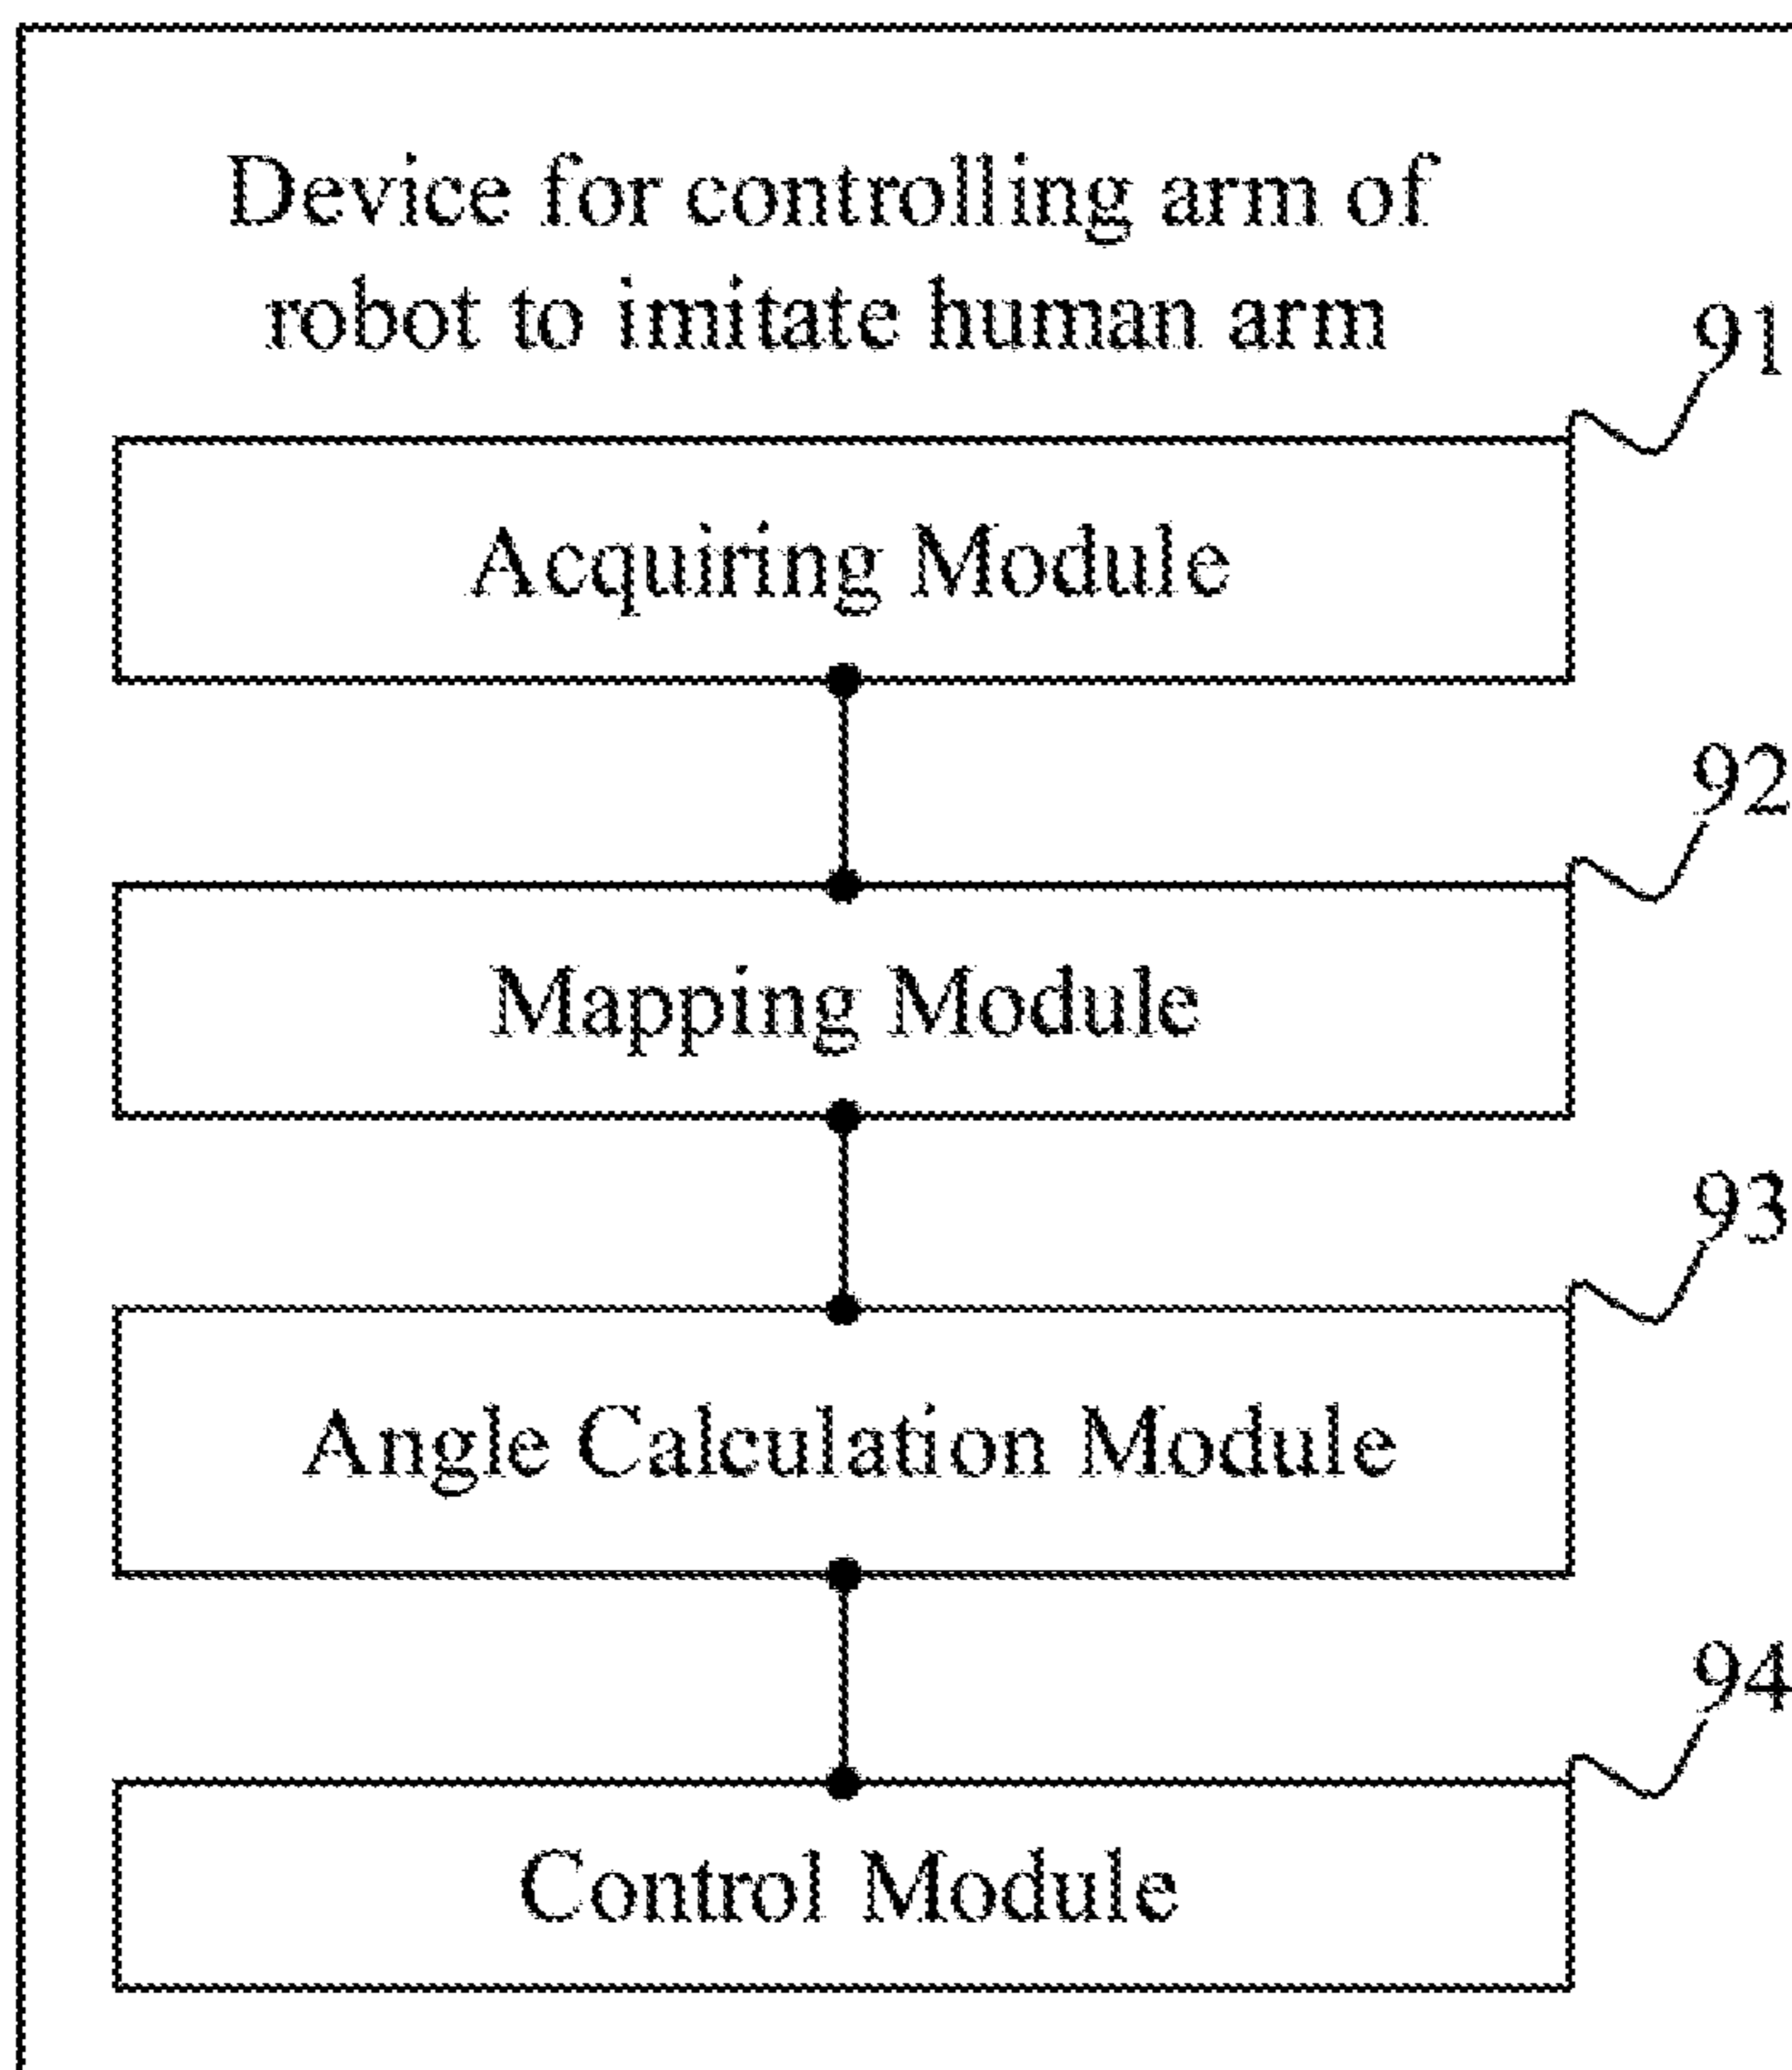 Device for controlling arm of
robot to imitate human arm
91
Acquiring Module
92
Mapping Module
93
Angle Calculation Module
94
Control Module